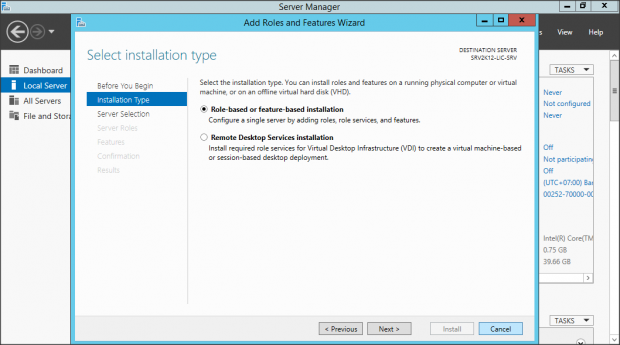 Server Manager
Add Roles and Features Wizard
View
Help
Dashboard
Local Server
All Servers
File and Stora
Select installation type
DESTINATION SERVER
SRV2K12-LIC-SRV
Before You Begin
Installation Type
Server Selection
Server Roles
Features
Confirmation
Results
Select the installation type. You can install roles and features on a running physical computer or virtual
machine, or on an offline virtual hard disk (VHD).
Role-based or feature-based installation
Configure a single server by adding roles, role services, and features.
Remote Desktop Services installation
Install required role services for Virtual Desktop Infrastructure (VDI) to create a virtual machine-based
or session-based desktop deployment.
< Previous
Next >
Install
Cancel
TASKS
Never
Not configured
Never
Off
Not participating
Off
(UTC+07:00) Ba
00252-70000-00
Intel(R) Core(TM
0.75 GB
39.66 GB
TASKS